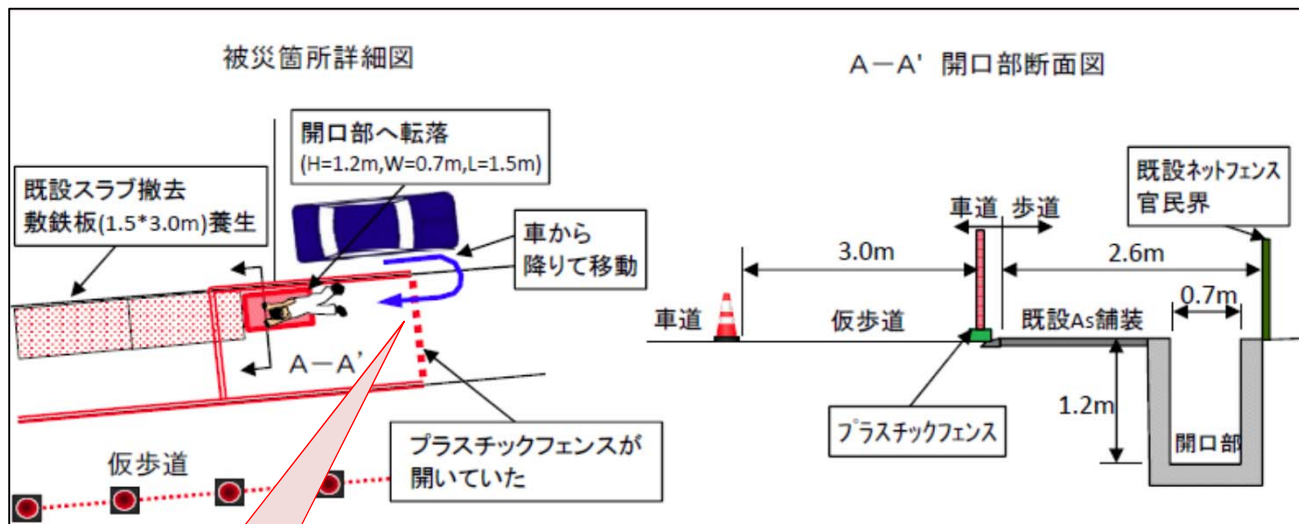 被災箇所詳細図
開口部へ転落
(H=1.2m,W=0.7m,L=1.5m)
既設スラブ撤去
敷鉄板(1.5*3.0m)養生
車から
降りて移動
A－A'
プラスチックフェンスが
開いていた
仮歩道
A－A' 開口部断面図
既設ネットフェンス
官民界
車道 歩道
3.0m
2.6m
0.7m
車道
仮歩道
既設As舗装
1.2m
プラスチックフェンス
開口部